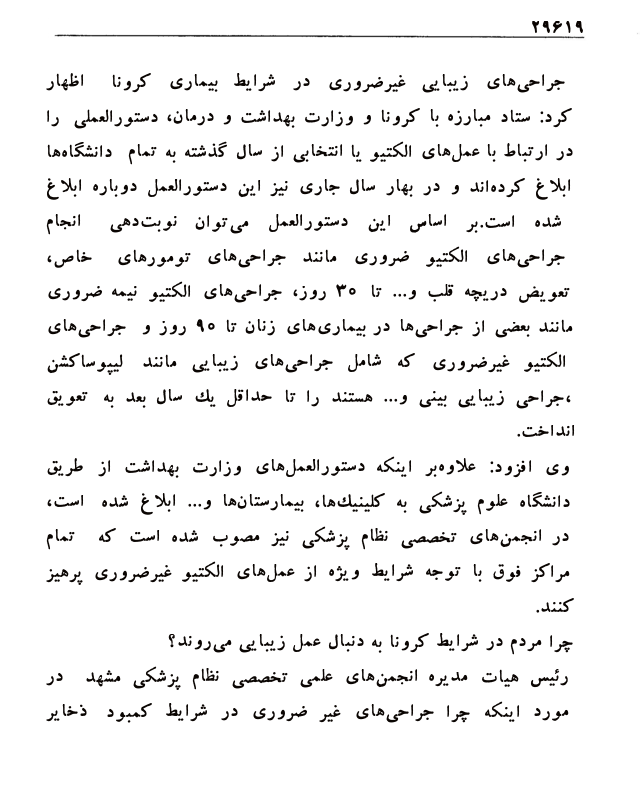 ۲۹۶۱۹
جراحی‌های زیبایی غیرضروری در شرایط بیماری کرونا اظهار
کرد: ستاد مبارزه با کرونا و وزارت بهداشت و درمان، دستورالعملی را
در ارتباط با عمل‌های الکتیو یا انتخابی از سال گذشته به تمام دانشگاه‌ها
ابلاغ کرده‌اند و در بهار سال جاری نیز این دستورالعمل دوباره ابلاغ
شده است.بر اساس این دستورالعمل می‌توان نوبت‌دهی انجام
جراحی‌های الکتیو ضروری مانند جراحی‌های تومورهای خاص،
تعویض دریچه قلب و... تا ۳۰ روز، جراحی‌های الکتیو نیمه ضروری
مانند بعضی از جراحی‌ها در بیماری‌های زنان تا ۹۰ روز و جراحی‌های
الکتیو غیرضروری که شامل جراحی‌های زیبایی مانند لیپوساکشن
،جراحی زیبایی بینی و... هستند را تا حداقل یك سال بعد به تعویق
انداخت.
وی افزود: علاوه‌بر اینکه دستورالعمل‌های وزارت بهداشت از طریق
دانشگاه علوم پزشکی به کلینیك‌ها، بیمارستان‌ها و... ابلاغ شده است،
در انجمن‌های تخصصی نظام پزشکی نیز مصوب شده است که تمام
مراکز فوق با توجه شرایط ویژه از عمل‌های الکتیو غیرضروری پرهیز
کنند.
چرا مردم در شرایط کرونا به دنبال عمل زیبایی می‌روند؟
رئیس هیات مدیره انجمن‌های علمی تخصصی نظام پزشکی مشهد در
مورد اینکه چرا جراحی‌های غیر ضروری در شرایط کمبود ذخایر